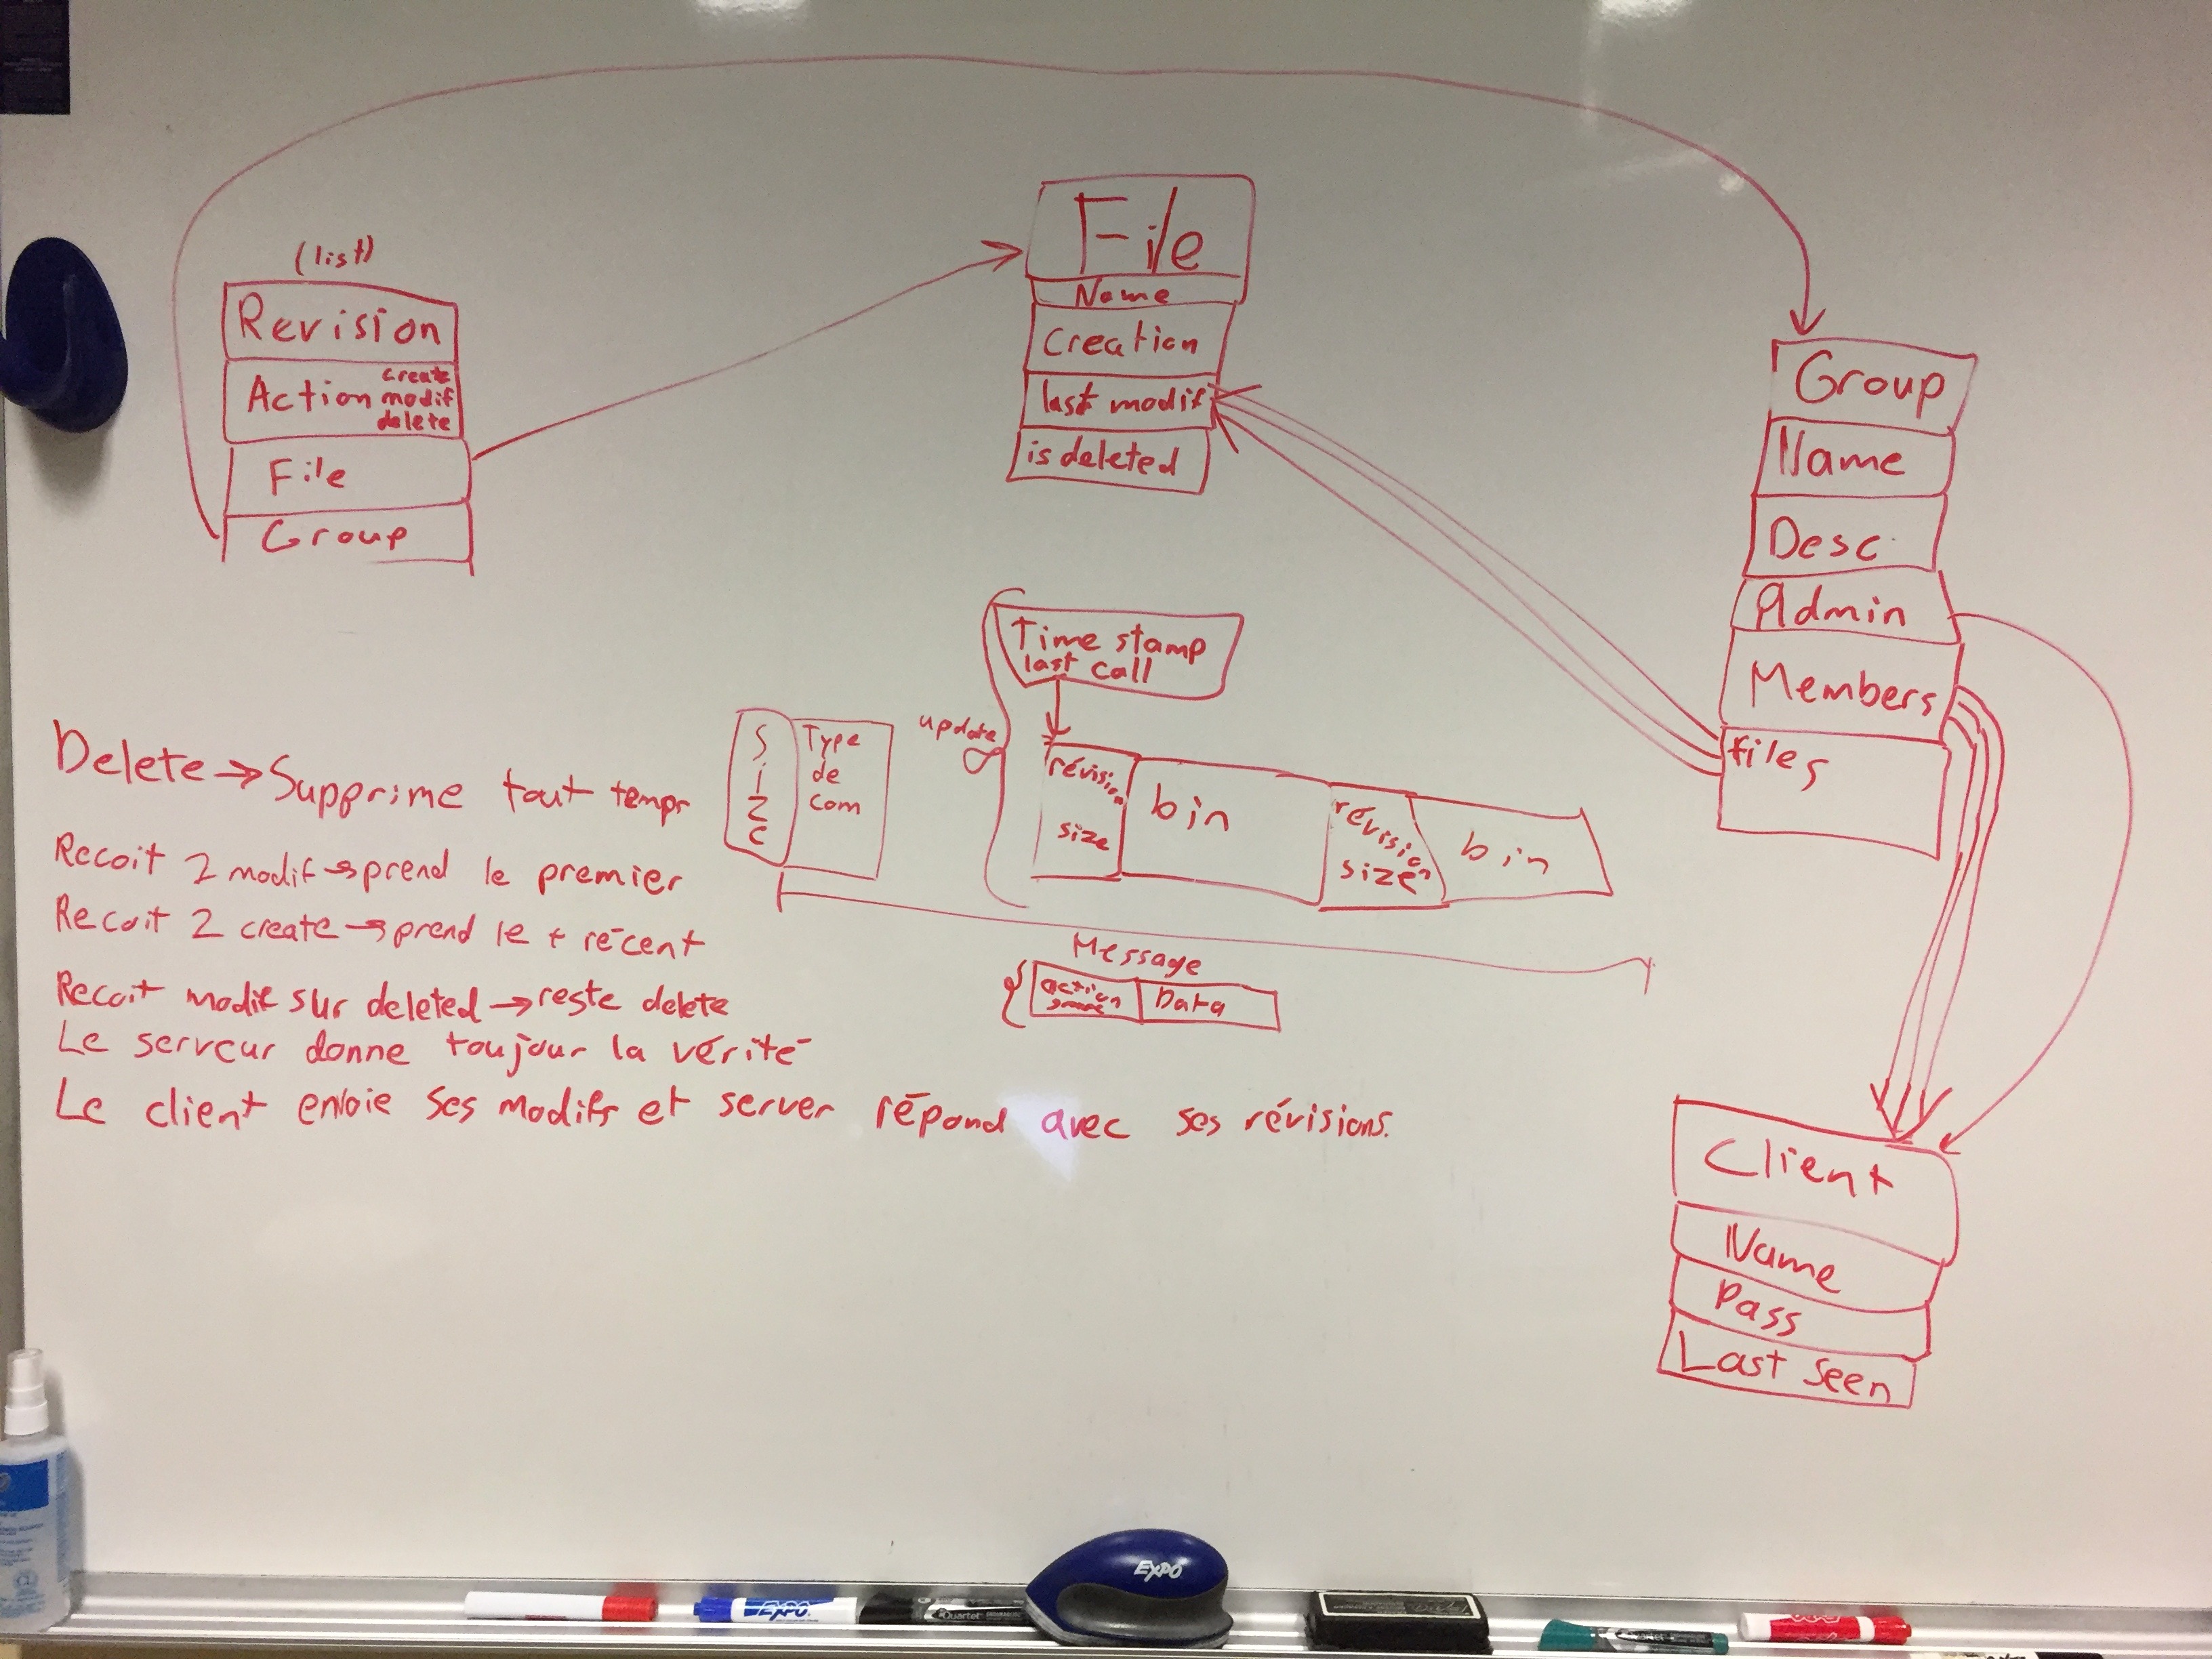 (list)
Revision
Action
create
modif
delete
File
Group
File
Name
Creation
last modif
is deleted
Group
Name
Desc.
Admin
Members
files
Time stamp
last call
update
révision
size
bin
révision
size
bin
Size
Type
de
com
Message
action
Data
Delete → Supprime tout temps
Recoit 2 modif → prend le premier
Recoit 2 create → prend le + récent
Recoit modif sur deleted → reste delete
Le serveur donne toujour la vérité
Le client envoie ses modifs et server répond avec ses révisions.
Client
Name
Pass
Last seen
EXPO
EXPO
Quartet
Quartet